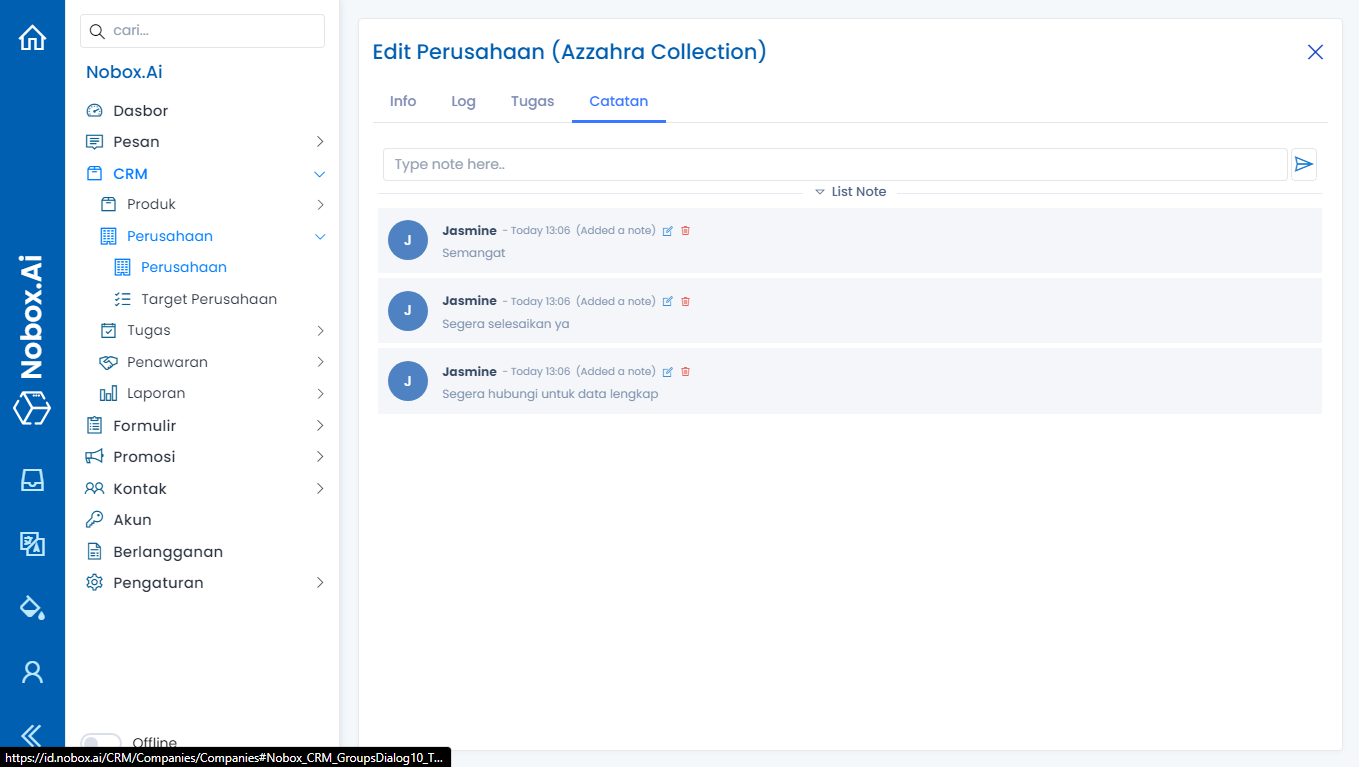 cari...
Nobox.Ai
Dasbor
Pesan
CRM
Produk
Perusahaan
Perusahaan
Target Perusahaan
Tugas
Penawaran
Laporan
Formulir
Promosi
Kontak
Akun
Berlangganan
Pengaturan
Offline
Nobox.Ai
Edit Perusahaan (Azzahra Collection)
Info Log Tugas Catatan
Type note here..
List Note
J
Jasmine - Today 13:06 (Added a note)
Semangat
J
Jasmine - Today 13:06 (Added a note)
Segera selesaikan ya
J
Jasmine - Today 13:06 (Added a note)
Segera hubungi untuk data lengkap
https://id.nobox.ai/CRM/Companies/Companies#Nobox_CRM_GroupsDialog10_T...